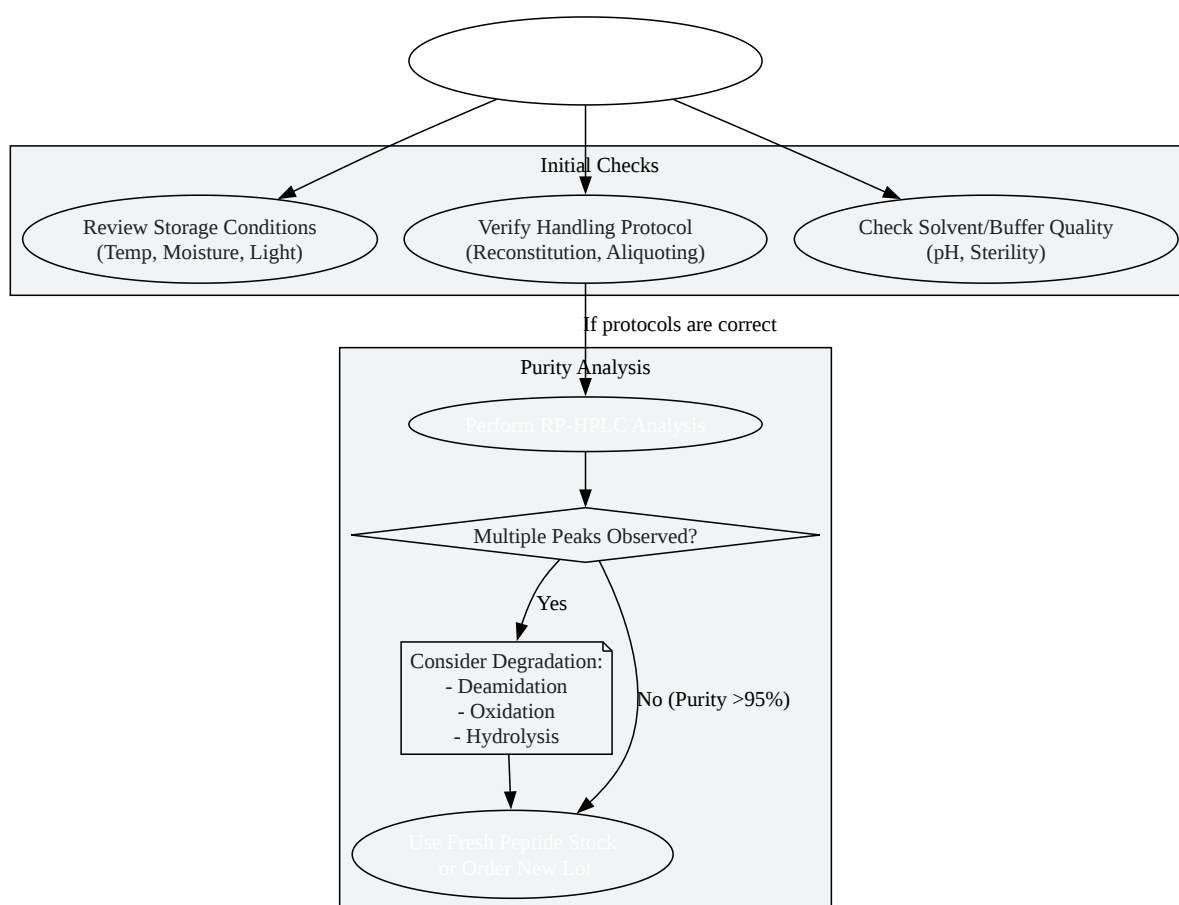 Initial Checks
Review Storage Conditions
(Temp, Moisture, Light)
Verify Handling Protocol
(Reconstitution, Aliquoting)
Check Solvent/Buffer Quality
(pH, Sterility)
If protocols are correct
Purity Analysis
Perform RP-HPLC Analysis
Multiple Peaks Observed?
Yes
Consider Degradation:
- Deamidation
- Oxidation
- Hydrolysis
No (Purity >95%)
Use Fresh Peptide Stock
or Order New Lot